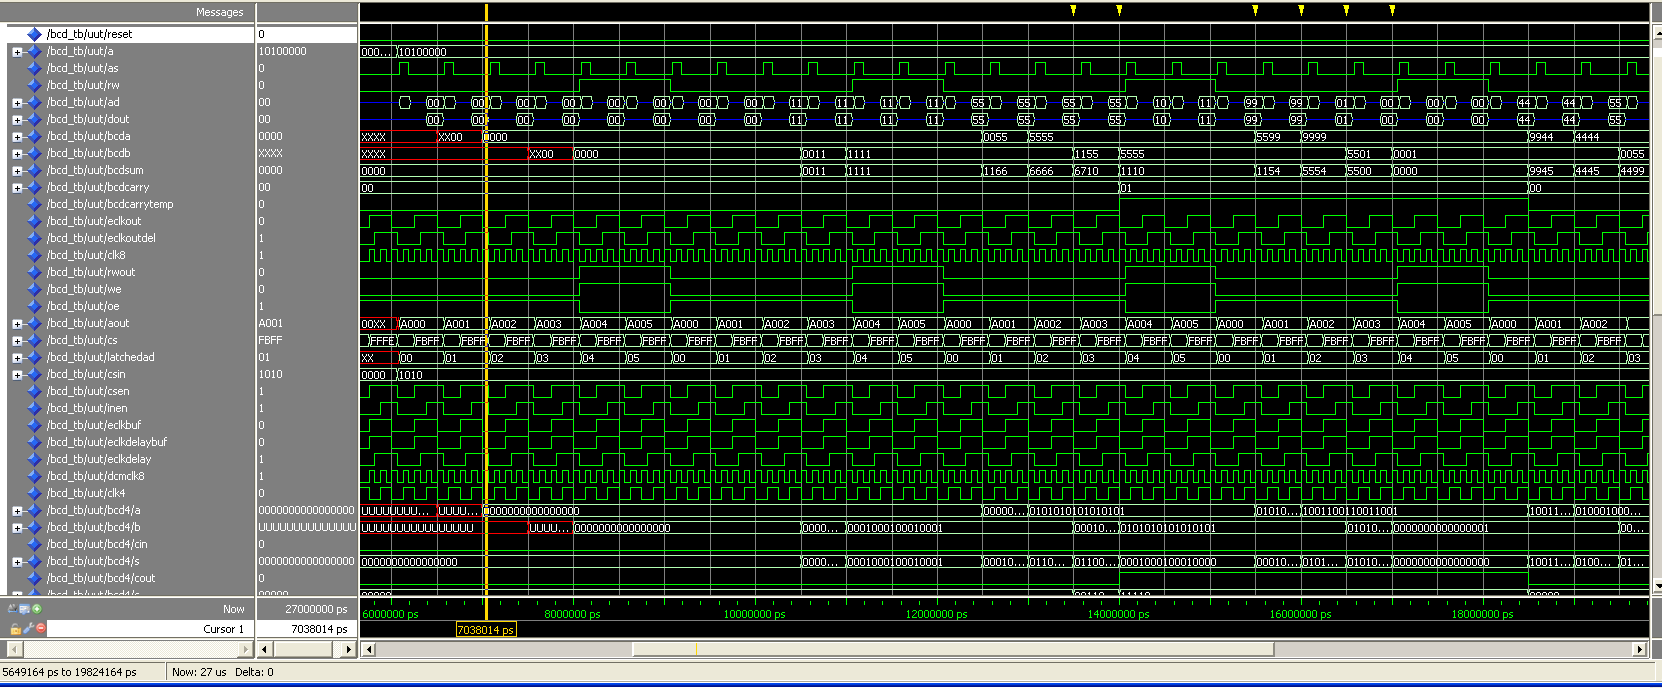 Messages
/bcd_tb/uut/reset 0
/bcd_tb/uut/a 10100000 000... 10100000
/bcd_tb/uut/as 0
/bcd_tb/uut/rw 0
/bcd_tb/uut/ad 00 00 00 00 00 00 00 00 00 11 11 11 11 55 55 55 55 10 11 99 99 01 00 00 00 44 44 55
/bcd_tb/uut/dout 00 00 00 00 00 00 00 00 00 11 11 11 11 55 55 55 55 10 11 99 99 01 00 00 00 44 44 55
/bcd_tb/uut/bcda 0000 XXXX XX00 0000 0055 5555 5599 9999 9944 4444
/bcd_tb/uut/bcdb XXXX XXXX XX00 0000 0011 1111 1155 5555 5501 0001 0055
/bcd_tb/uut/bcdsum 0000 0000 0011 1111 1166 6666 6710 1110 1154 5554 5500 0000 9945 4445 4499
/bcd_tb/uut/bcdcarry 00 00 01 00
/bcd_tb/uut/bcdcarrytemp 0
/bcd_tb/uut/eclkout 0
/bcd_tb/uut/eclkoutdel 1
/bcd_tb/uut/clk8 1
/bcd_tb/uut/rwout 0
/bcd_tb/uut/we 0
/bcd_tb/uut/oe 1
/bcd_tb/uut/aout A001 00XX A000 A001 A002 A003 A004 A005 A000 A001 A002 A003 A004 A005 A000 A001 A002 A003 A004 A005 A000 A001 A002 A003 A004 A005 A000 A001 A002
/bcd_tb/uut/cs FBFF FFFF FBFF FBFF FBFF FBFF FBFF FBFF FBFF FBFF FBFF FBFF FBFF FBFF FBFF FBFF FBFF FBFF FBFF FBFF FBFF FBFF FBFF FBFF FBFF FBFF FBFF FBFF
/bcd_tb/uut/latchedad 01 XX 00 01 02 03 04 05 00 01 02 03 04 05 00 01 02 03 04 05 00 01 02 03 04 05 00 01 02 03
/bcd_tb/uut/csin 1010 0000 1010
/bcd_tb/uut/csen 1
/bcd_tb/uut/inen 1
/bcd_tb/uut/eclkbuf 0
/bcd_tb/uut/eclkdelaybuf 0
/bcd_tb/uut/eclkdelay 1
/bcd_tb/uut/dcmclk8 1
/bcd_tb/uut/clk4 0
/bcd_tb/uut/bcd4/a 0000000000000000 UUUUUUUU... UUUU... 0000000000000000 00000... 0101010101010101 01010... 1001100110011001 10011... 010001000...
/bcd_tb/uut/bcd4/b UUUUUUUUUUUUUUUU UUUUUUUUUUUUUUUU UUUU... 0000000000000000 0000... 0001000100010001 00010... 0101010101010101 01010... 0000000000000001 00...
/bcd_tb/uut/bcd4/cin 0
/bcd_tb/uut/bcd4/s 0000000000000000 0000000000000000 0000... 0001000100010001 00010... 0110... 01100... 0001000100010000 00010... 0101... 01010... 0000000000000000 10011... 0100... 01...
/bcd_tb/uut/bcd4/cout 0
Now 27000000 ps 6000000 ps 8000000 ps 10000000 ps 12000000 ps 14000000 ps 16000000 ps 18000000 ps
Cursor 1 7038014 ps 7038014 ps
5649164 ps to 19824164 ps Now: 27 us Delta: 0